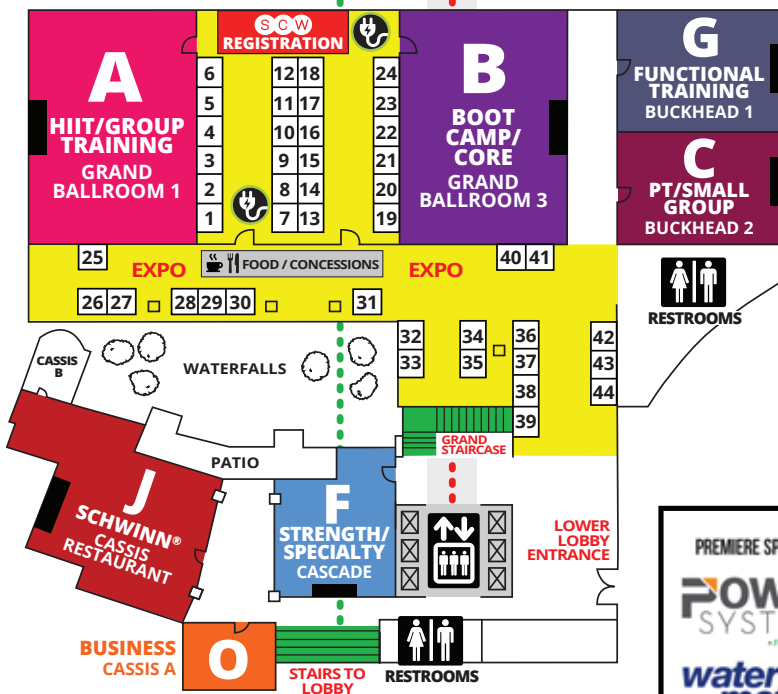 SCW
REGISTRATION
A
HIIT/GROUP
TRAINING
GRAND
BALLROOM 1
6
5
4
3
2
1
12 18
11 17
10 16
9 15
8 14
7 13
24
23
22
21
20
19
B
BOOT
CAMP/
CORE
GRAND
BALLROOM 3
G
FUNCTIONAL
TRAINING
BUCKHEAD 1
C
PT/SMALL
GROUP
BUCKHEAD 2
25
EXPO
FOOD / CONCESSIONS
EXPO
40 41
26 27
28 29 30
31
RESTROOMS
32
33
34
35
36
37
38
39
42
43
44
CASSIS
B
WATERFALLS
GRAND
STAIRCASE
PATIO
J
SCHWINN®
CASSIS
RESTAURANT
F
STRENGTH/
SPECIALTY
CASCADE
LOWER
LOBBY
ENTRANCE
BUSINESS
CASSIS A
O
STAIRS TO
LOBBY
RESTROOMS
PREMIERE SP
POW
SYST
water